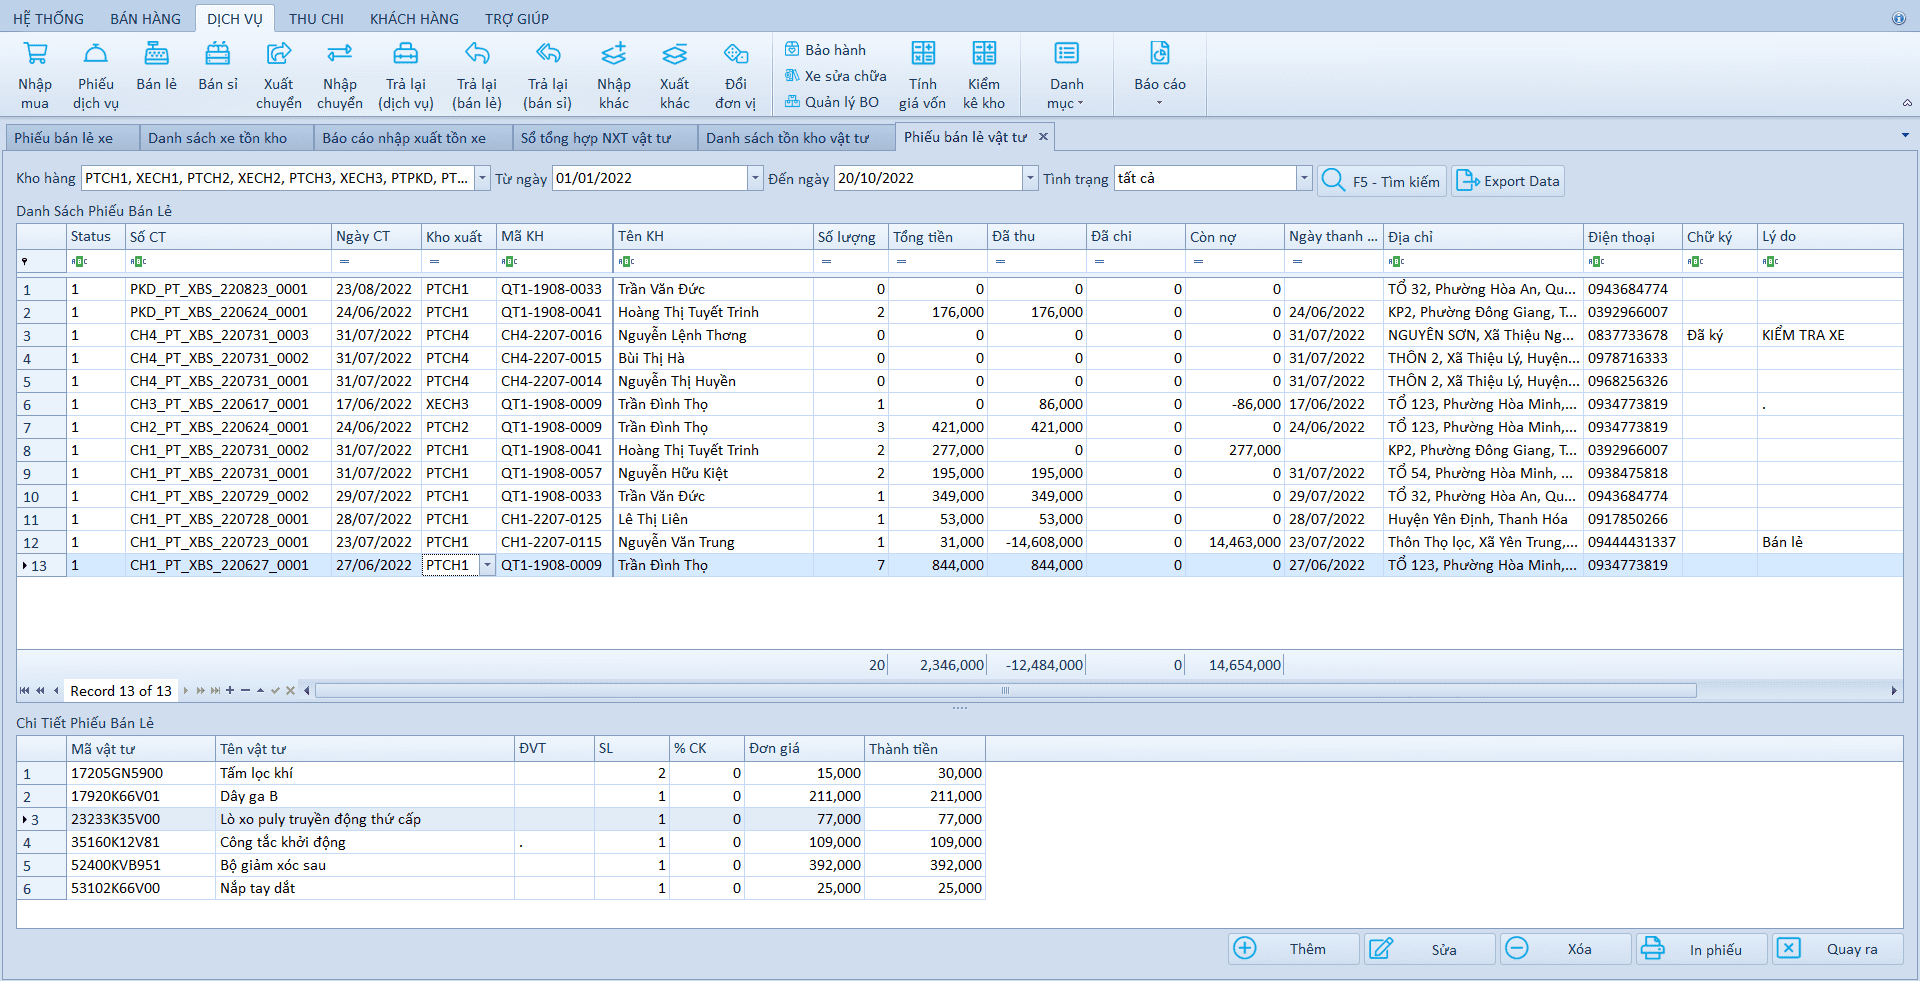 HỆ THỐNG BÁN HÀNG DỊCH VỤ THU CHI KHÁCH HÀNG TRỢ GIÚP
Nhập mua Phiếu dịch vụ Bán lẻ Bán sỉ Xuất chuyển Nhập chuyển Trả lại (dịch vụ) Trả lại (bán lẻ) Trả lại (bán sỉ) Nhập khác Xuất khác Đổi đơn vị
Bảo hành
Xe sửa chữa
Quản lý BO
Tính giá vốn Kiểm kê kho Danh mục Báo cáo
Phiếu bán lẻ xe Danh sách xe tồn kho Báo cáo nhập xuất tồn xe Sổ tổng hợp NXT vật tư Danh sách tồn kho vật tư Phiếu bán lẻ vật tư
Kho hàng PTCH1, XECH1, PTCH2, XECH2, PTCH3, XECH3, PTPKD, PT... Từ ngày 01/01/2022 Đến ngày 20/10/2022 Tình trạng tất cả F5 - Tìm kiếm Export Data
Danh Sách Phiếu Bán Lẻ
Status Số CT Ngày CT Kho xuất Mã KH Tên KH Số lượng Tổng tiền Đã thu Đã chi Còn nợ Ngày thanh ... Địa chỉ Điện thoại Chữ ký Lý do
1 1 PKD_PT_XBS_220823_0001 23/08/2022 PTCH1 QT1-1908-0033 Trần Văn Đức 0 0 0 0 0 TỔ 32, Phường Hòa An, Qu... 0943684774
2 1 PKD_PT_XBS_220624_0001 24/06/2022 PTCH1 QT1-1908-0041 Hoàng Thị Tuyết Trinh 2 176,000 176,000 0 0 24/06/2022 KP2, Phường Đông Giang, T... 0392966007
3 1 CH4_PT_XBS_220731_0003 31/07/2022 PTCH4 CH4-2207-0016 Nguyễn Lệnh Thơng 0 0 0 0 0 31/07/2022 NGUYÊN SƠN, Xã Thiệu Ng... 0837733678 Đã ký KIỂM TRA XE
4 1 CH4_PT_XBS_220731_0002 31/07/2022 PTCH4 CH4-2207-0015 Bùi Thị Hà 0 0 0 0 0 31/07/2022 THÔN 2, Xã Thiệu Lý, Huyện... 0978716333
5 1 CH4_PT_XBS_220731_0001 31/07/2022 PTCH4 CH4-2207-0014 Nguyễn Thị Huyền 0 0 0 0 0 31/07/2022 THÔN 2, Xã Thiệu Lý, Huyện... 0968256326
6 1 CH3_PT_XBS_220617_0001 17/06/2022 XECH3 QT1-1908-0009 Trần Đình Thọ 1 0 86,000 0 -86,000 17/06/2022 TỔ 123, Phường Hòa Minh,... 0934773819 .
7 1 CH2_PT_XBS_220624_0001 24/06/2022 PTCH2 QT1-1908-0009 Trần Đình Thọ 3 421,000 421,000 0 0 24/06/2022 TỔ 123, Phường Hòa Minh,... 0934773819
8 1 CH1_PT_XBS_220731_0002 31/07/2022 PTCH1 QT1-1908-0041 Hoàng Thị Tuyết Trinh 2 277,000 0 0 277,000 KP2, Phường Đông Giang, T... 0392966007
9 1 CH1_PT_XBS_220731_0001 31/07/2022 PTCH1 QT1-1908-0057 Nguyễn Hữu Kiệt 2 195,000 195,000 0 0 31/07/2022 TỔ 54, Phường Hòa Minh, ... 0938475818
10 1 CH1_PT_XBS_220729_0002 29/07/2022 PTCH1 QT1-1908-0033 Trần Văn Đức 1 349,000 349,000 0 0 29/07/2022 TỔ 32, Phường Hòa An, Qu... 0943684774
11 1 CH1_PT_XBS_220728_0001 28/07/2022 PTCH1 CH1-2207-0125 Lê Thị Liên 1 53,000 53,000 0 0 28/07/2022 Huyện Yên Định, Thanh Hóa 0917850266
12 1 CH1_PT_XBS_220723_0001 23/07/2022 PTCH1 CH1-2207-0115 Nguyễn Văn Trung 1 31,000 -14,608,000 0 14,463,000 23/07/2022 Thôn Thọ lọc, Xã Yên Trung,... 09444431337 Bán lẻ
13 1 CH1_PT_XBS_220627_0001 27/06/2022 PTCH1 QT1-1908-0009 Trần Đình Thọ 7 844,000 844,000 0 0 27/06/2022 TỔ 123, Phường Hòa Minh,... 0934773819
20 2,346,000 -12,484,000 0 14,654,000
Record 13 of 13
Chi Tiết Phiếu Bán Lẻ
Mã vật tư Tên vật tư ĐVT SL % CK Đơn giá Thành tiền
1 17205GN5900 Tấm lọc khí 2 0 15,000 30,000
2 17920K66V01 Dây ga B 1 0 211,000 211,000
3 23233K35V00 Lò xo puly truyền động thứ cấp 1 0 77,000 77,000
4 35160K12V81 Công tắc khởi động . 1 0 109,000 109,000
5 52400KVB951 Bộ giảm xóc sau 1 0 392,000 392,000
6 53102K66V00 Nắp tay dắt 1 0 25,000 25,000
Thêm Sửa Xóa In phiếu Quay ra